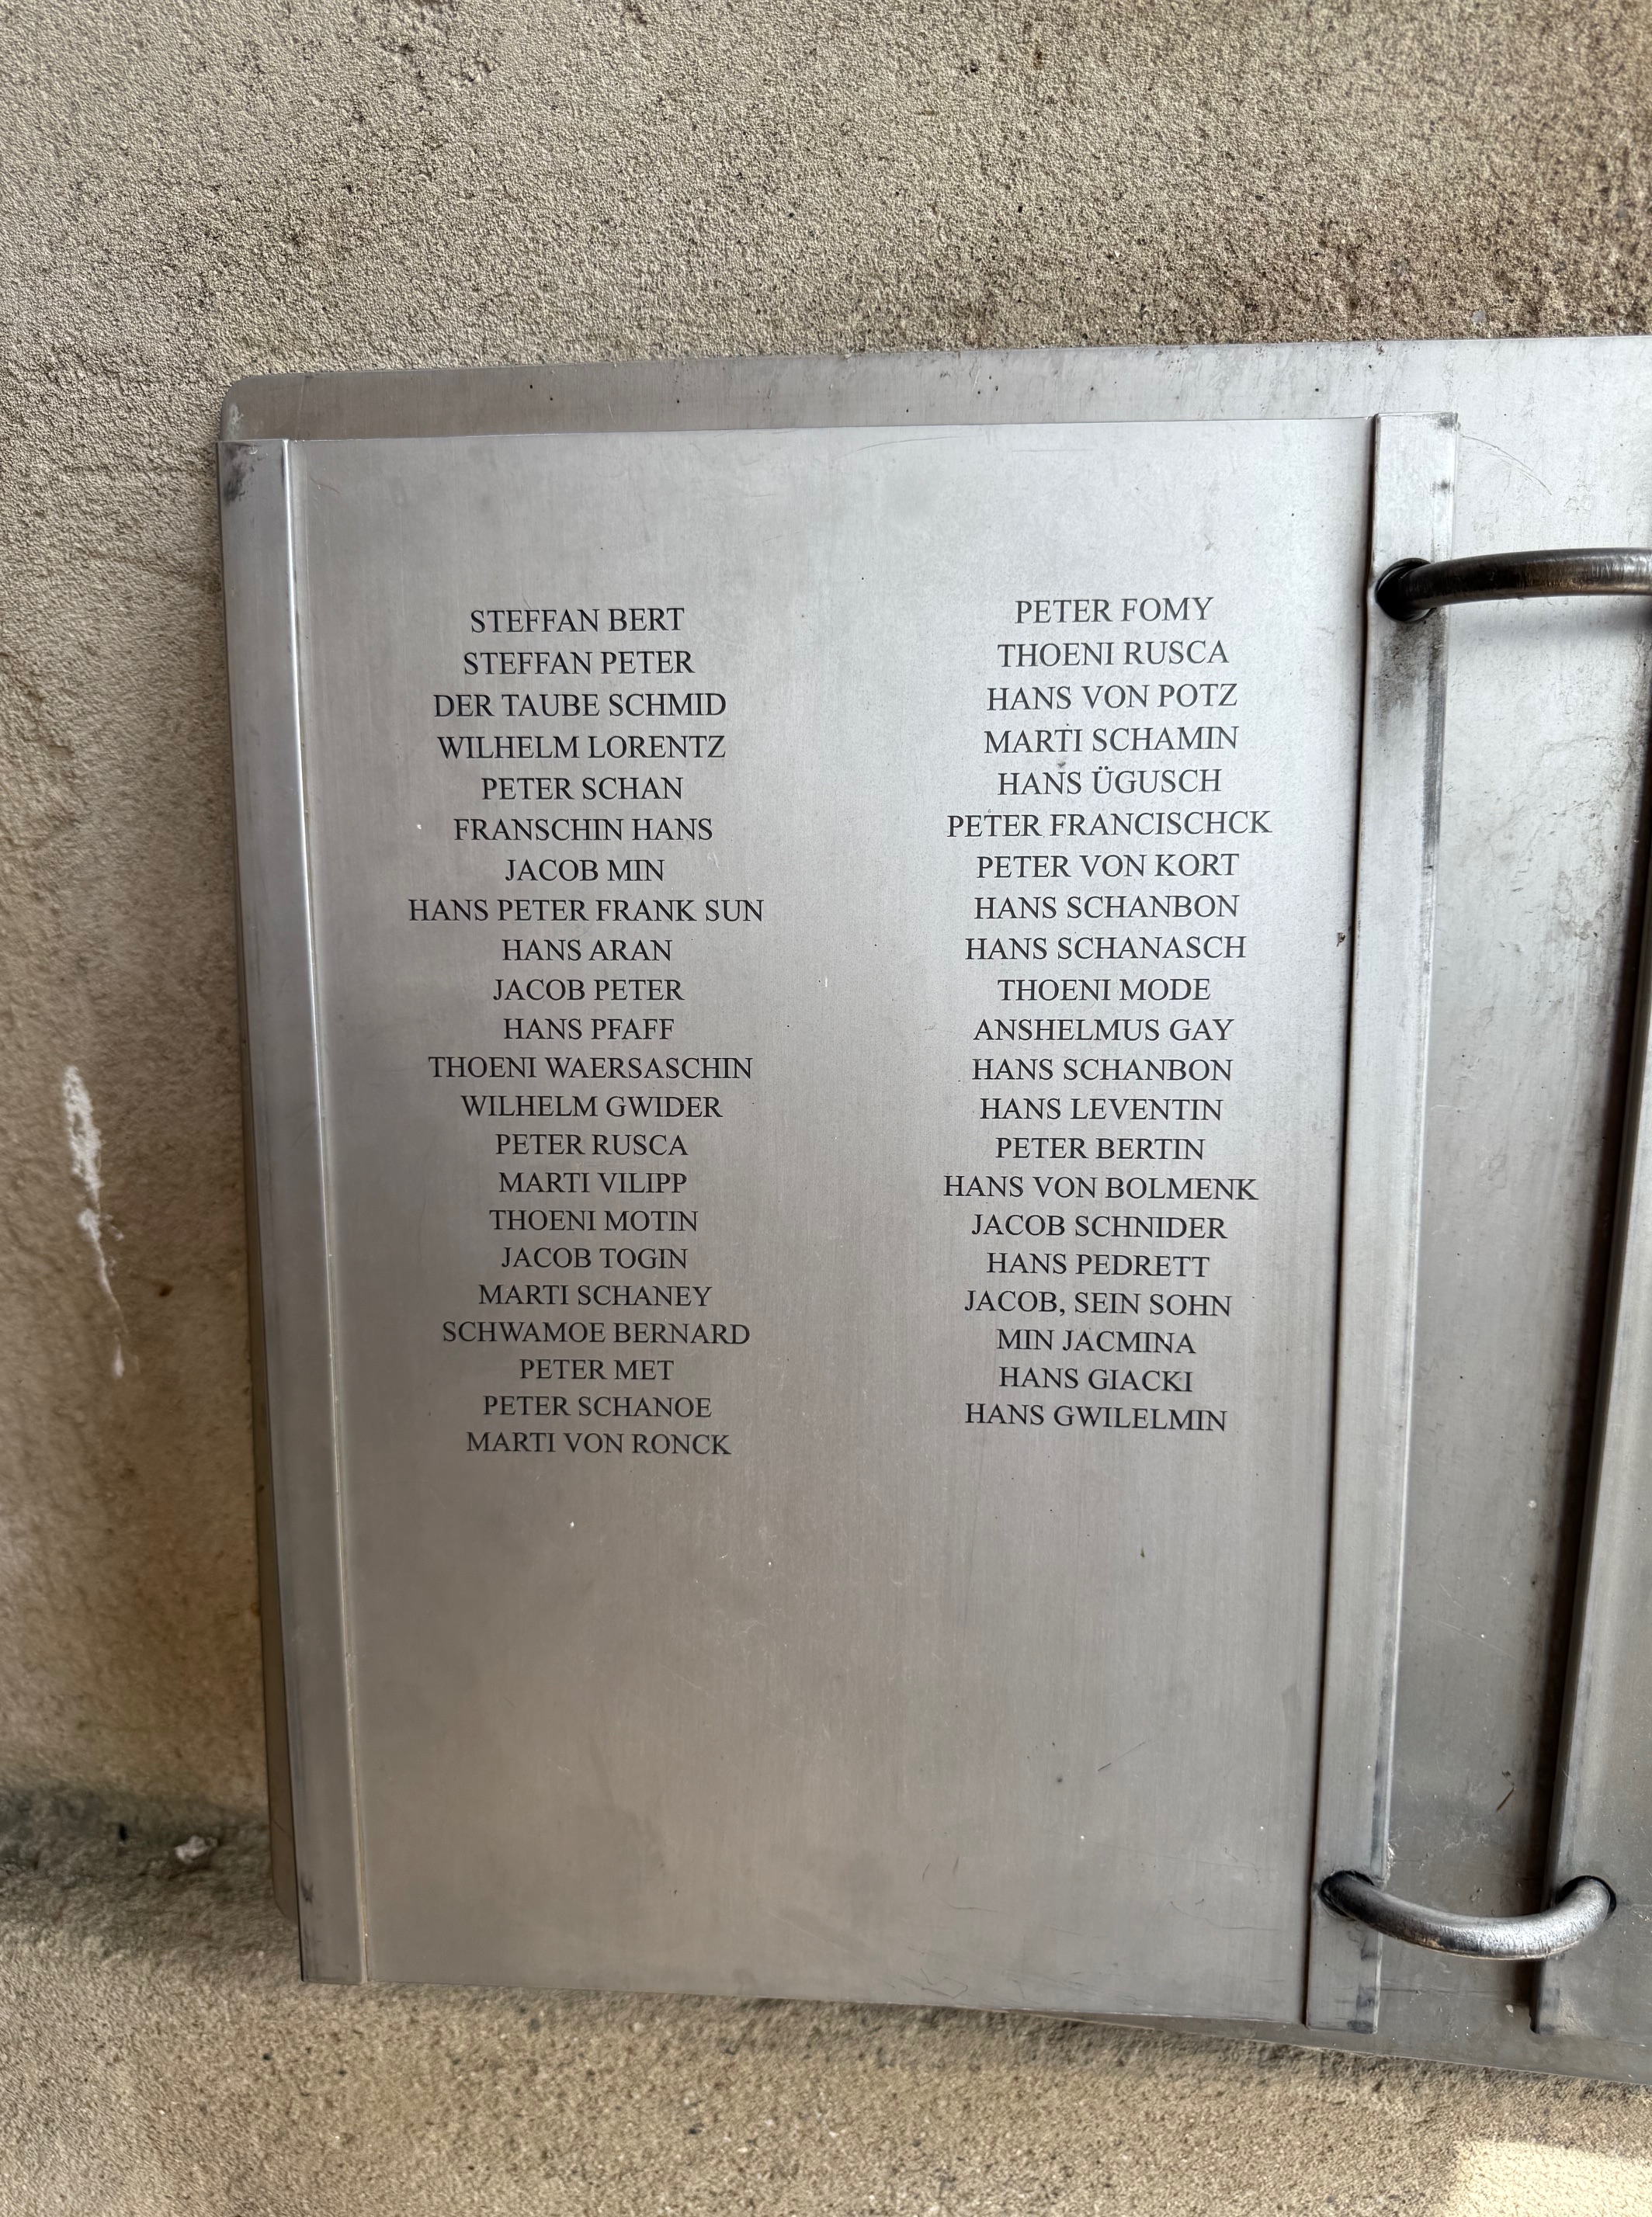 STEFFAN BERT
STEFFAN PETER
DER TAUBE SCHMID
WILHELM LORENTZ
PETER SCHAN
FRANSCHIN HANS
JACOB MIN
HANS PETER FRANK SUN
HANS ARAN
JACOB PETER
HANS PFAFF
THOENI WAERSASCHIN
WILHELM GWIDER
PETER RUSCA
MARTI VILIPP
THOENI MOTIN
JACOB TOGIN
MARTI SCHANEY
SCHWAMOE BERNARD
PETER MET
PETER SCHANOE
MARTI VON RONCK
PETER FOMY
THOENI RUSCA
HANS VON POTZ
MARTI SCHAMIN
HANS ÜGUSCH
PETER FRANCISCHCK
PETER VON KORT
HANS SCHANBON
HANS SCHANASCH
THOENI MODE
ANSHELMUS GAY
HANS SCHANBON
HANS LEVENTIN
PETER BERTIN
HANS VON BOLMENK
JACOB SCHNIDER
HANS PEDRETT
JACOB, SEIN SOHN
MIN JACMINA
HANS GIACKI
HANS GWILELMIN